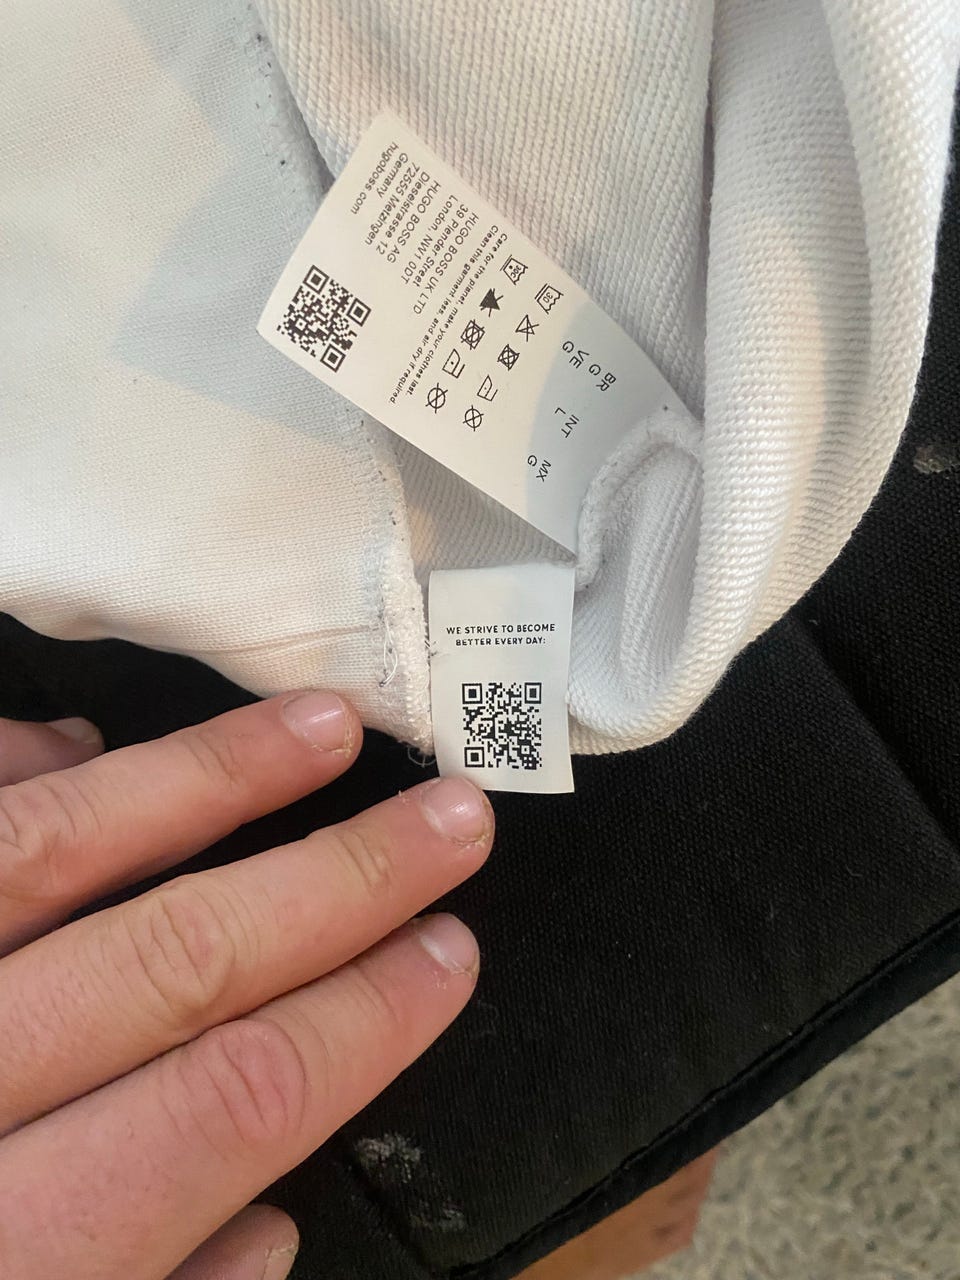 BR
G
VE
G
INT
L
MX
G
30
30
Care for the planet, make your clothes last.
Clean this garment less, and air dry if required.
HUGO BOSS UK LTD
39 Plender Street
London, NW1 0DT
HUGO BOSS AG
Dieselstrasse 12
72555 Metzingen
Germany
hugoboss.com
WE STRIVE TO BECOME
BETTER EVERY DAY: